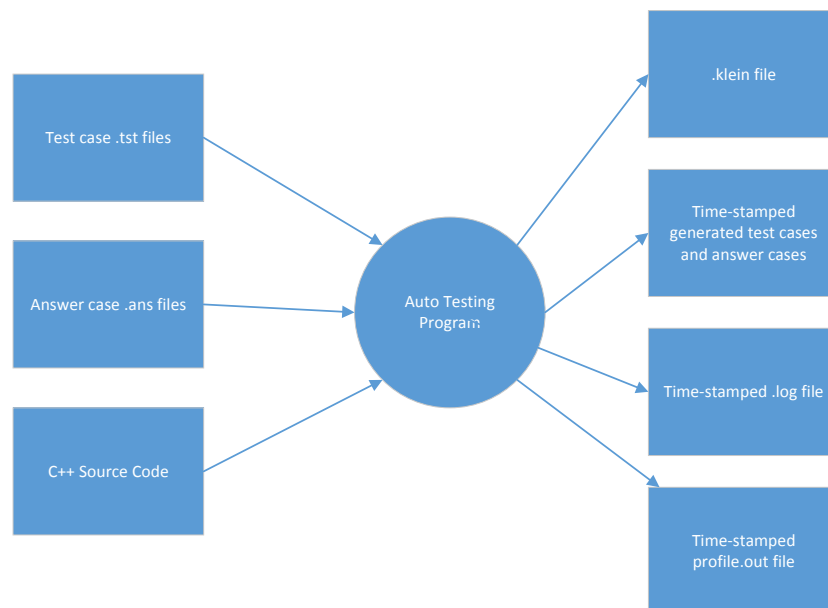 Test case .tst files
Answer case .ans files
C++ Source Code
Auto Testing
Program
.klein file
Time-stamped
generated test cases
and answer cases
Time-stamped .log file
Time-stamped
profile.out file